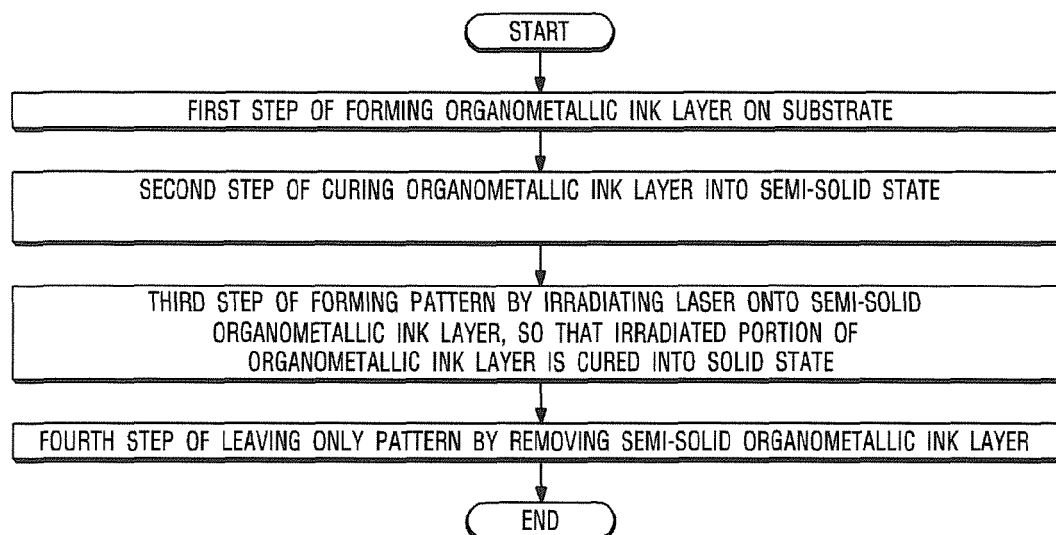 START
FIRST STEP OF FORMING ORGANOMETALLIC INK LAYER ON SUBSTRATE
SECOND STEP OF CURING ORGANOMETALLIC INK LAYER INTO SEMI-SOLID STATE
THIRD STEP OF FORMING PATTERN BY IRRADIATING LASER ONTO SEMI-SOLID
ORGANOMETALLIC INK LAYER, SO THAT IRRADIATED PORTION OF
ORGANOMETALLIC INK LAYER IS CURED INTO SOLID STATE
FOURTH STEP OF LEAVING ONLY PATTERN BY REMOVING SEMI-SOLID ORGANOMETALLIC INK LAYER
END